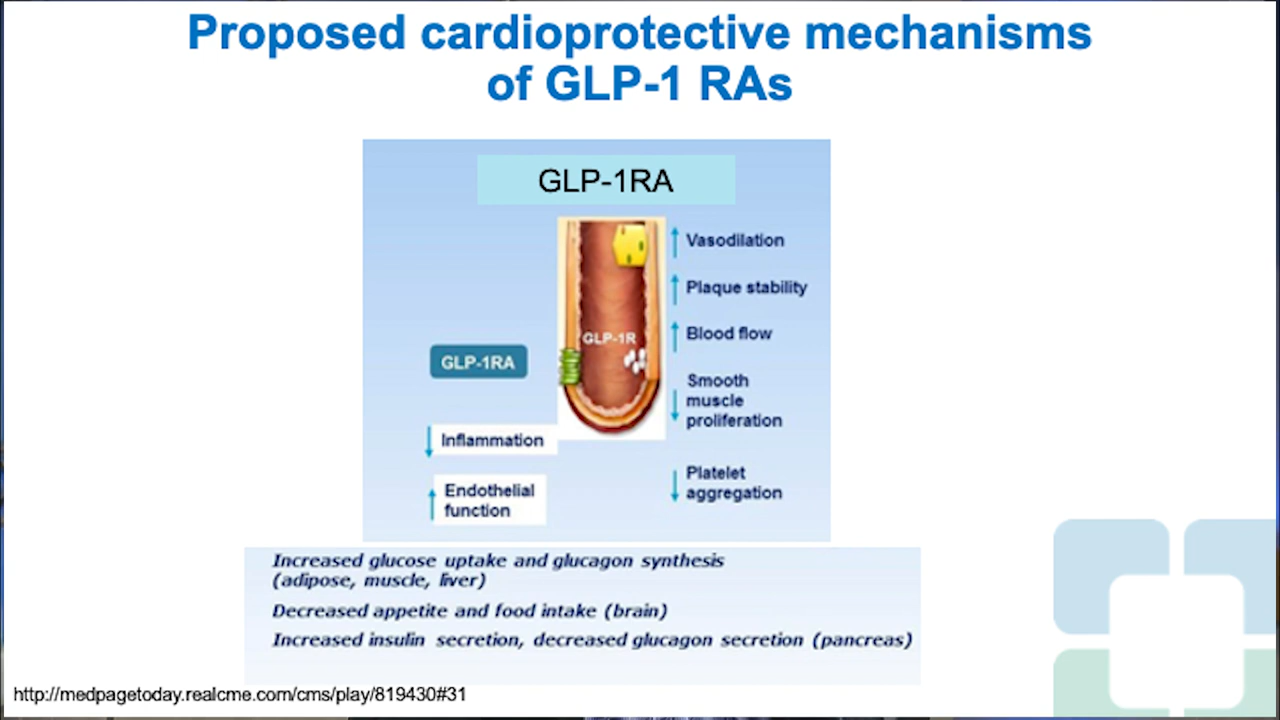 Proposed cardioprotective mechanisms
of GLP-1 RAs
GLP-1RA
Vasodilation
Plaque stability
Blood flow
GLP-1R
GLP-1RA
Smooth
muscle
proliferation
Inflammation
Platelet
aggregation
Endothelial
function
Increased glucose uptake and glucagon synthesis
(adipose, muscle, liver)
Decreased appetite and food intake (brain)
Increased insulin secretion, decreased glucagon secretion (pancreas)
http://medpagetoday.realcme.com/cms/play/819430#31